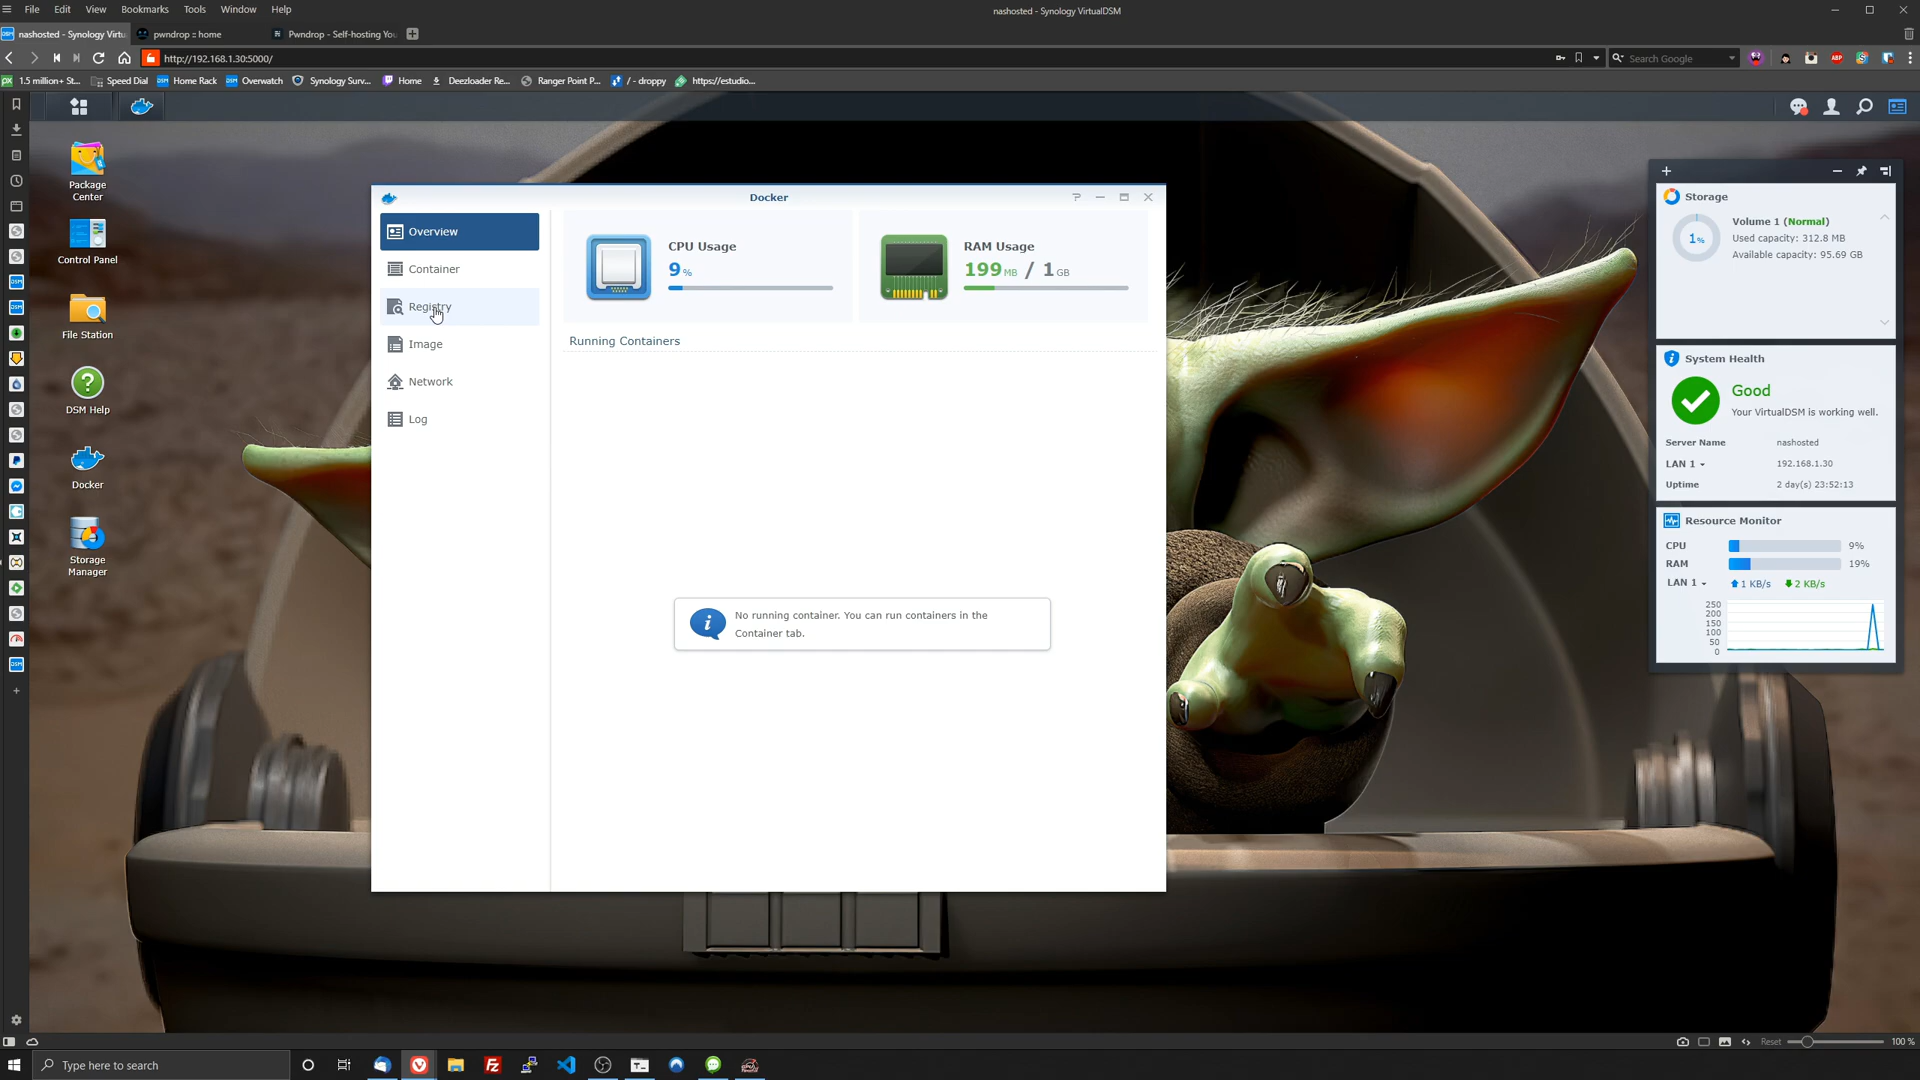 File Edit View Bookmarks Tools Window Help
nashosted - Synology VirtualDSM
nashosted - Synology Virtu
pwndrop :: home
Pwndrop - Self-hosting You
http://192.168.1.30:5000/
Search Google
1.5 million+ St...
Speed Dial
Home Rack
Overwatch
Synology Surv...
Home
Deezloader Re...
Ranger Point P...
/ - droppy
https://estudio...
Package
Center
Control Panel
File Station
DSM Help
Docker
Storage
Manager
Docker
Overview
Container
Registry
Image
Network
Log
CPU Usage
9 %
RAM Usage
199 MB / 1 GB
Running Containers
No running container. You can run containers in the
Container tab.
Storage
1%
Volume 1 (Normal)
Used capacity: 312.8 MB
Available capacity: 95.69 GB
System Health
Good
Your VirtualDSM is working well.
Server Name nashosted
LAN 1 192.168.1.30
Uptime 2 day(s) 23:52:13
Resource Monitor
CPU 9%
RAM 19%
LAN 1 1 KB/s 2 KB/s
250
200
150
100
50
0
Reset 100 %
Type here to search